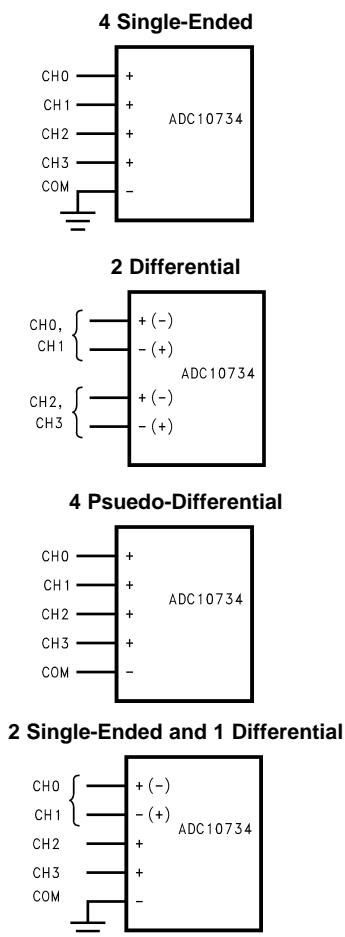 4 Single-Ended
CH0 +
CH1 +
ADC10734
CH2 +
CH3 +
COM −
2 Differential
CH0, + (−)
CH1 − (+)
ADC10734
CH2, + (−)
CH3 − (+)
4 Psuedo-Differential
CH0 +
CH1 +
ADC10734
CH2 +
CH3 +
COM −
2 Single-Ended and 1 Differential
CH0 + (−)
CH1 − (+)
ADC10734
CH2 +
CH3 +
COM −